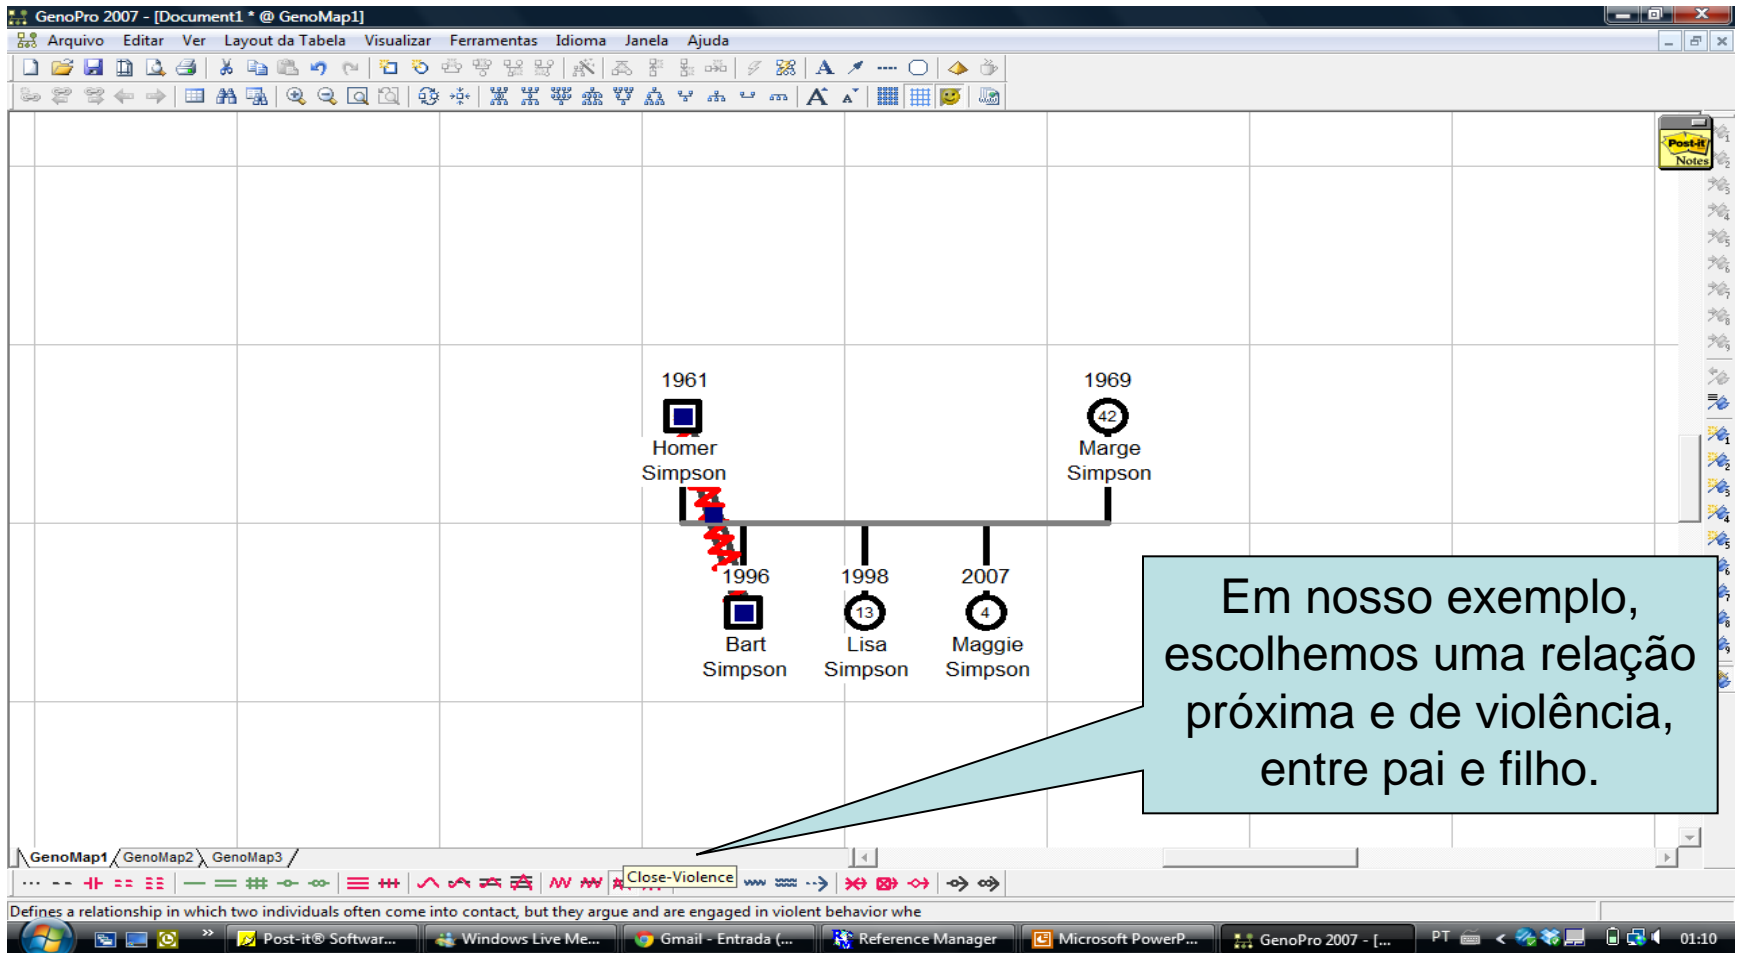 GenoPro 2007 - [Document1 * @ GenoMap1]
Arquivo Editar Ver Layout da Tabela Visualizar Ferramentas Idioma Janela Ajuda
Post-it
Notes
1961
1969
42
Homer
Simpson
Marge
Simpson
1996
1998
2007
13
4
Bart
Simpson
Lisa
Simpson
Maggie
Simpson
Em nosso exemplo,
escolhemos uma relação
próxima e de violência,
entre pai e filho.
GenoMap1 GenoMap2 GenoMap3
Close-Violence
Defines a relationship in which two individuals often come into contact, but they argue and are engaged in violent behavior whe
Post-it® Softwar... Windows Live Me... Gmail - Entrada (... Reference Manager Microsoft PowerP... GenoPro 2007 - [... PT 01:10